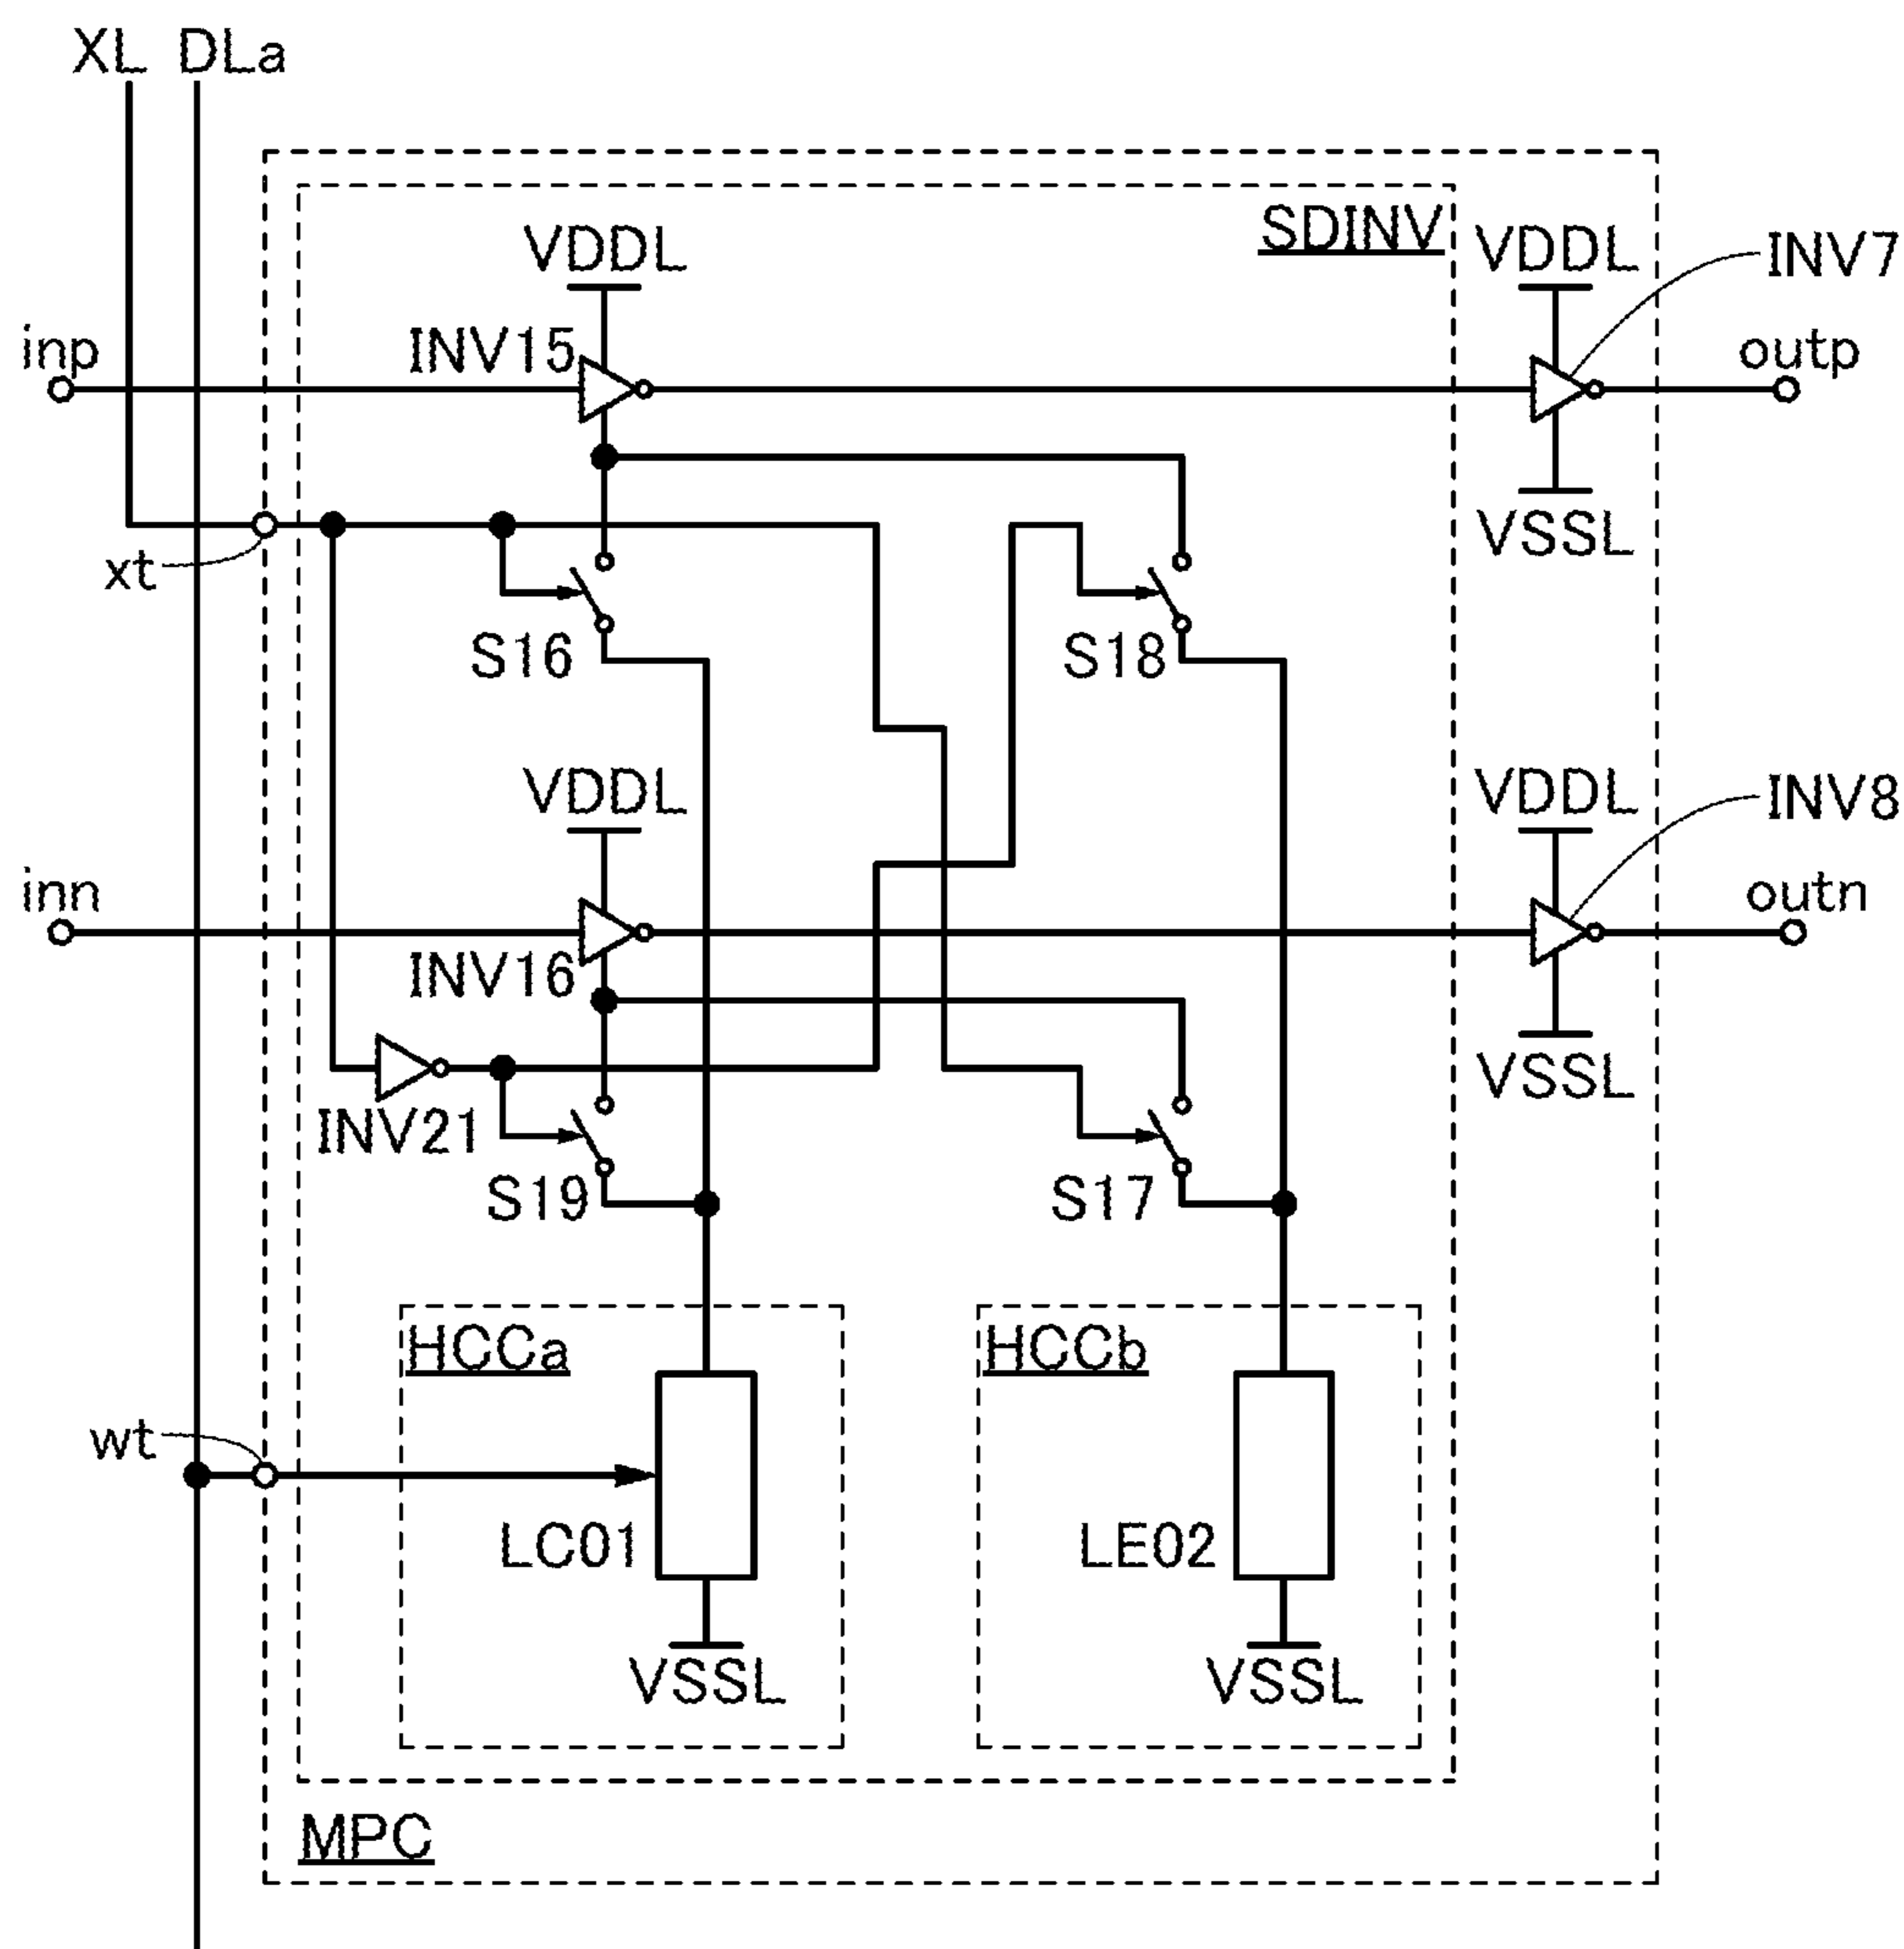 XL DLa
SDINV
VDDL
VDDL
INV7
inp
INV15
outp
xt
VSSL
S16
S18
VDDL
VDDL
INV8
inn
outn
INV16
VSSL
INV21
S19
S17
HCCa
HCCb
wt
LC01
LE02
VSSL
VSSL
MPC